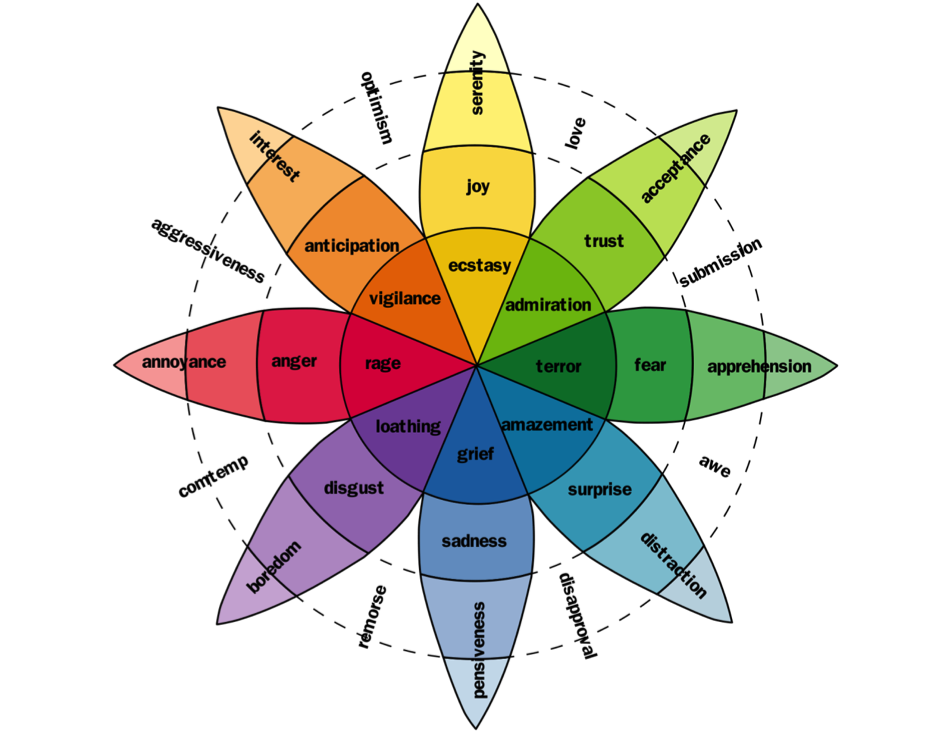 serenity
optimism
love
interest
acceptance
joy
anticipation
trust
aggressiveness
submission
ecstasy
vigilance
admiration
annoyance
anger
rage
terror
fear
apprehension
loathing
amazement
grief
contemp
disgust
surprise
awe
sadness
boredom
distraction
remorse
disapproval
pensiveness